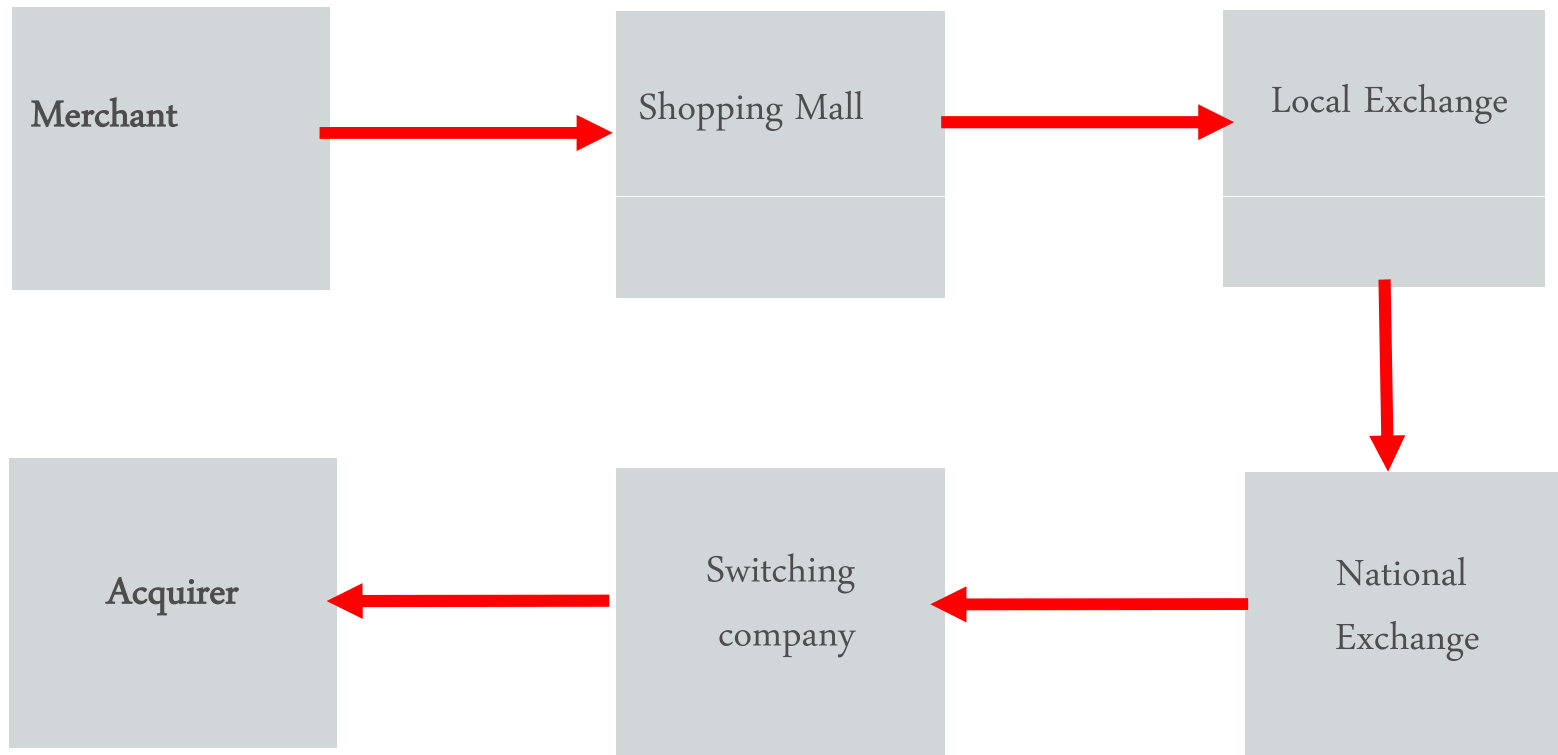 Merchant
Shopping Mall
Local Exchange
Acquirer
Switching
company
National
Exchange